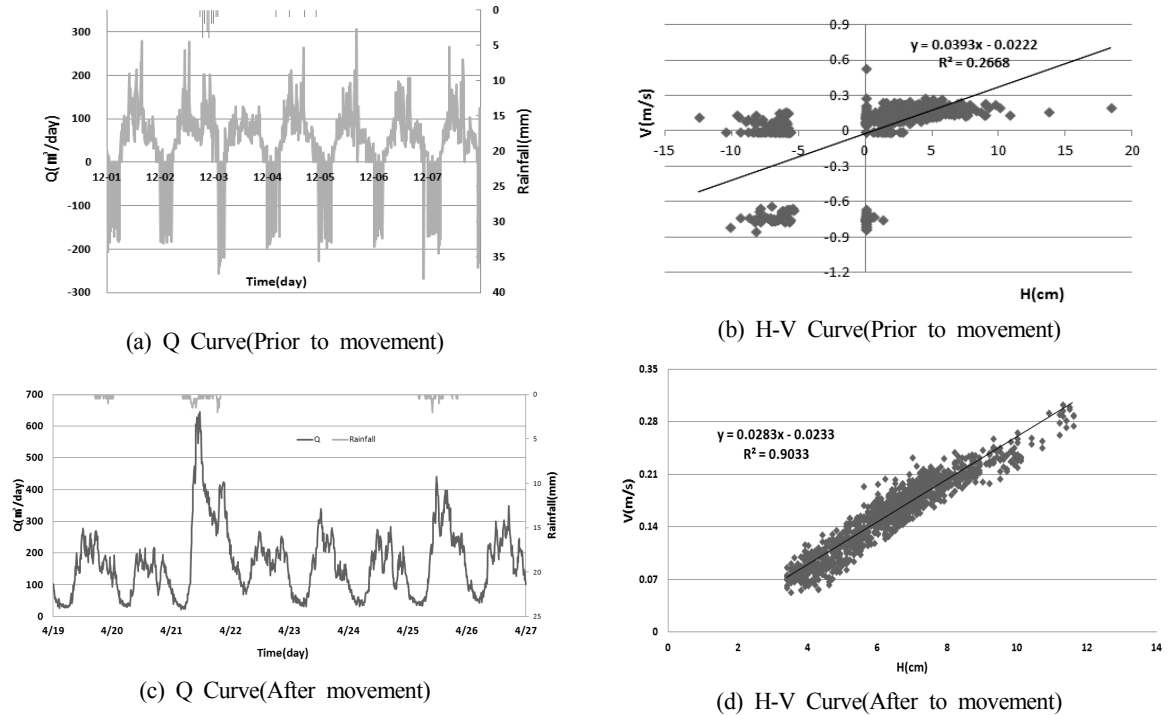 300
200
100
0
-100
-200
-300
Q(㎥/day)
12-01 12-02 12-03 12-04 12-05 12-06 12-07
Time(day)
0
5
10
15
20
25
30
35
40
Rainfall(mm)
(a) Q Curve(Prior to movement)
0.9
0.6
0.3
0
-0.3
-0.6
-0.9
-1.2
V(m/s)
y = 0.0393x - 0.0222
R² = 0.2668
-15 -10 -5 0 5 10 15 20
H(cm)
(b) H-V Curve(Prior to movement)
700
600
500
400
300
200
100
0
Q(㎥/day)
Q Rainfall
0
5
10
15
20
25
Rainfall(mm)
4/19 4/20 4/21 4/22 4/23 4/24 4/25 4/26 4/27
Time(day)
(c) Q Curve(After movement)
0.35
0.28
0.21
0.14
0.07
0
V(m/s)
y = 0.0283x - 0.0233
R² = 0.9033
0 2 4 6 8 10 12 14
H(cm)
(d) H-V Curve(After to movement)